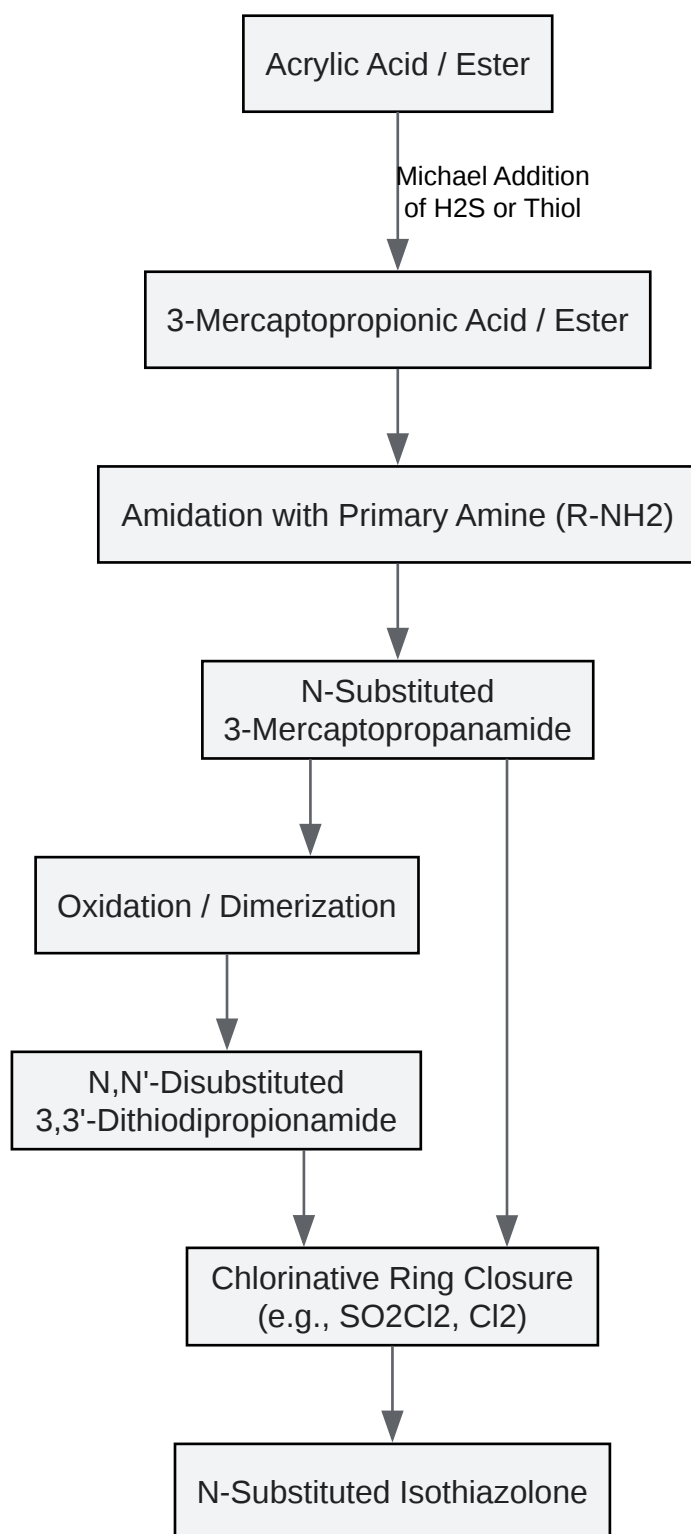 Acrylic Acid / Ester
Michael Addition
of H2S or Thiol
3-Mercaptopropionic Acid / Ester
Amidation with Primary Amine (R-NH2)
N-Substituted
3-Mercaptopropanamide
Oxidation / Dimerization
N,N'-Disubstituted
3,3'-Dithiodipropionamide
Chlorinative Ring Closure
(e.g., SO2Cl2, Cl2)
N-Substituted Isothiazolone